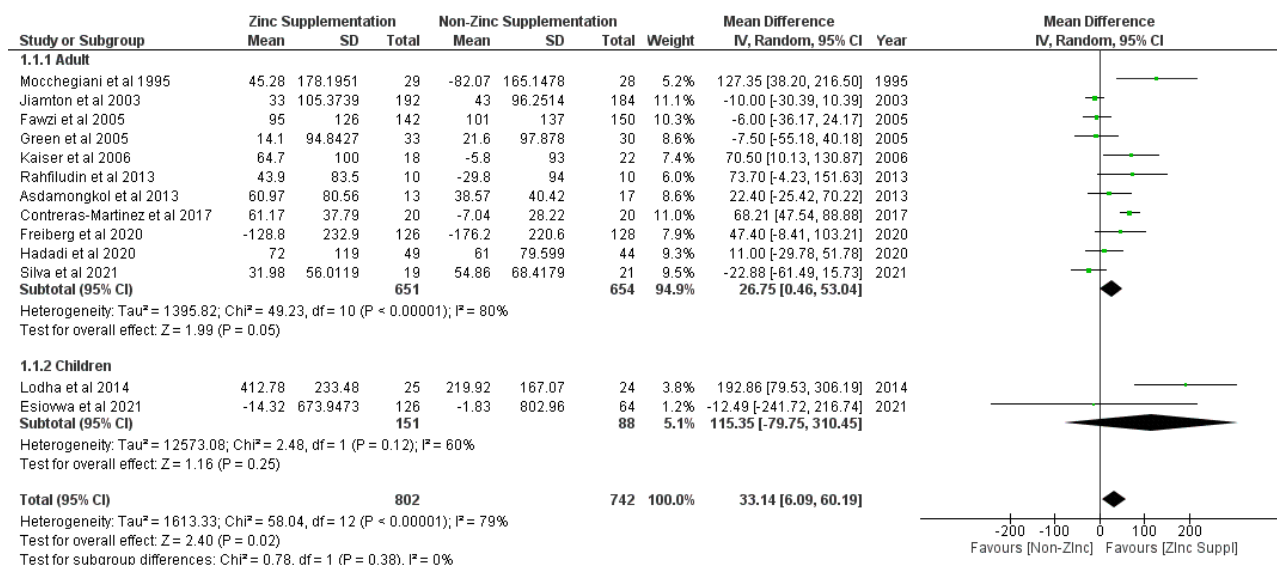 Zinc Supplementation Non-Zinc Supplementation Mean Difference Mean Difference
Study or Subgroup Mean SD Total Mean SD Total Weight IV, Random, 95% CI Year IV, Random, 95% CI
1.1.1 Adult
Mocchegiani et al 1995 45.28 178.1951 29 -82.07 165.1478 28 5.2% 127.35 [38.20, 216.50] 1995
Jiamton et al 2003 33 105.3739 192 43 96.2514 184 11.1% -10.00 [-30.39, 10.39] 2003
Fawzi et al 2005 95 126 142 101 137 150 10.3% -6.00 [-36.17, 24.17] 2005
Green et al 2005 14.1 94.8427 33 21.6 97.878 30 8.6% -7.50 [-55.18, 40.18] 2005
Kaiser et al 2006 64.7 100 18 -5.8 93 22 7.4% 70.50 [10.13, 130.87] 2006
Rahfiludin et al 2013 43.9 83.5 10 -29.8 94 10 6.0% 73.70 [-4.23, 151.63] 2013
Asdamongkol et al 2013 60.97 80.56 13 38.57 40.42 17 8.6% 22.40 [-25.42, 70.22] 2013
Contreras-Martinez et al 2017 61.17 37.79 20 -7.04 28.22 20 11.0% 68.21 [47.54, 88.88] 2017
Freiberg et al 2020 -128.8 232.9 126 -176.2 220.6 128 7.9% 47.40 [-8.41, 103.21] 2020
Hadadi et al 2020 72 119 49 61 79.599 44 9.3% 11.00 [-29.78, 51.78] 2020
Silva et al 2021 31.98 56.0119 19 54.86 68.4179 21 9.5% -22.88 [-61.49, 15.73] 2021
Subtotal (95% CI) 651 654 94.9% 26.75 [0.46, 53.04]
Heterogeneity: Tau² = 1395.82; Chi² = 49.23, df = 10 (P < 0.00001); I² = 80%
Test for overall effect: Z = 1.99 (P = 0.05)
1.1.2 Children
Lodha et al 2014 412.78 233.48 25 219.92 167.07 24 3.8% 192.86 [79.53, 306.19] 2014
Esiovwa et al 2021 -14.32 673.9473 126 -1.83 802.96 64 1.2% -12.49 [-241.72, 216.74] 2021
Subtotal (95% CI) 151 88 5.1% 115.35 [-79.75, 310.45]
Heterogeneity: Tau² = 12573.08; Chi² = 2.48, df = 1 (P = 0.12); I² = 60%
Test for overall effect: Z = 1.16 (P = 0.25)
Total (95% CI) 802 742 100.0% 33.14 [6.09, 60.19]
Heterogeneity: Tau² = 1613.33; Chi² = 58.04, df = 12 (P < 0.00001); I² = 79%
Test for overall effect: Z = 2.40 (P = 0.02)
Test for subgroup differences: Chi² = 0.78, df = 1 (P = 0.38), I² = 0%
-200 -100 0 100 200
Favours [Non-ZInc] Favours [ZInc Suppl]